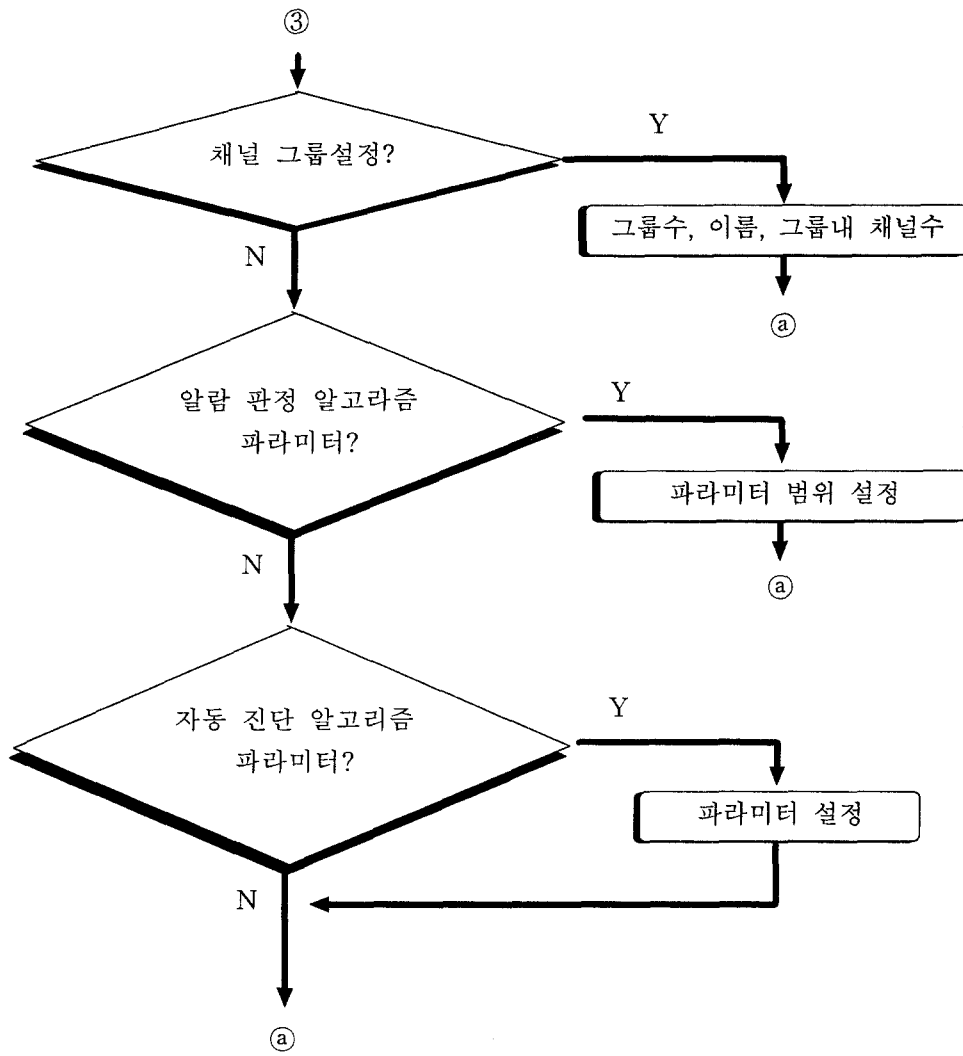 ③
채널 그룹설정?
Y
그룹수, 이름, 그룹내 채널수
N
ⓐ
알람 판정 알고라즘
파라미터?
Y
파라미터 범위 설정
N
ⓐ
자동 진단 알고리즘
파라미터?
Y
파라미터 설정
N
ⓐ